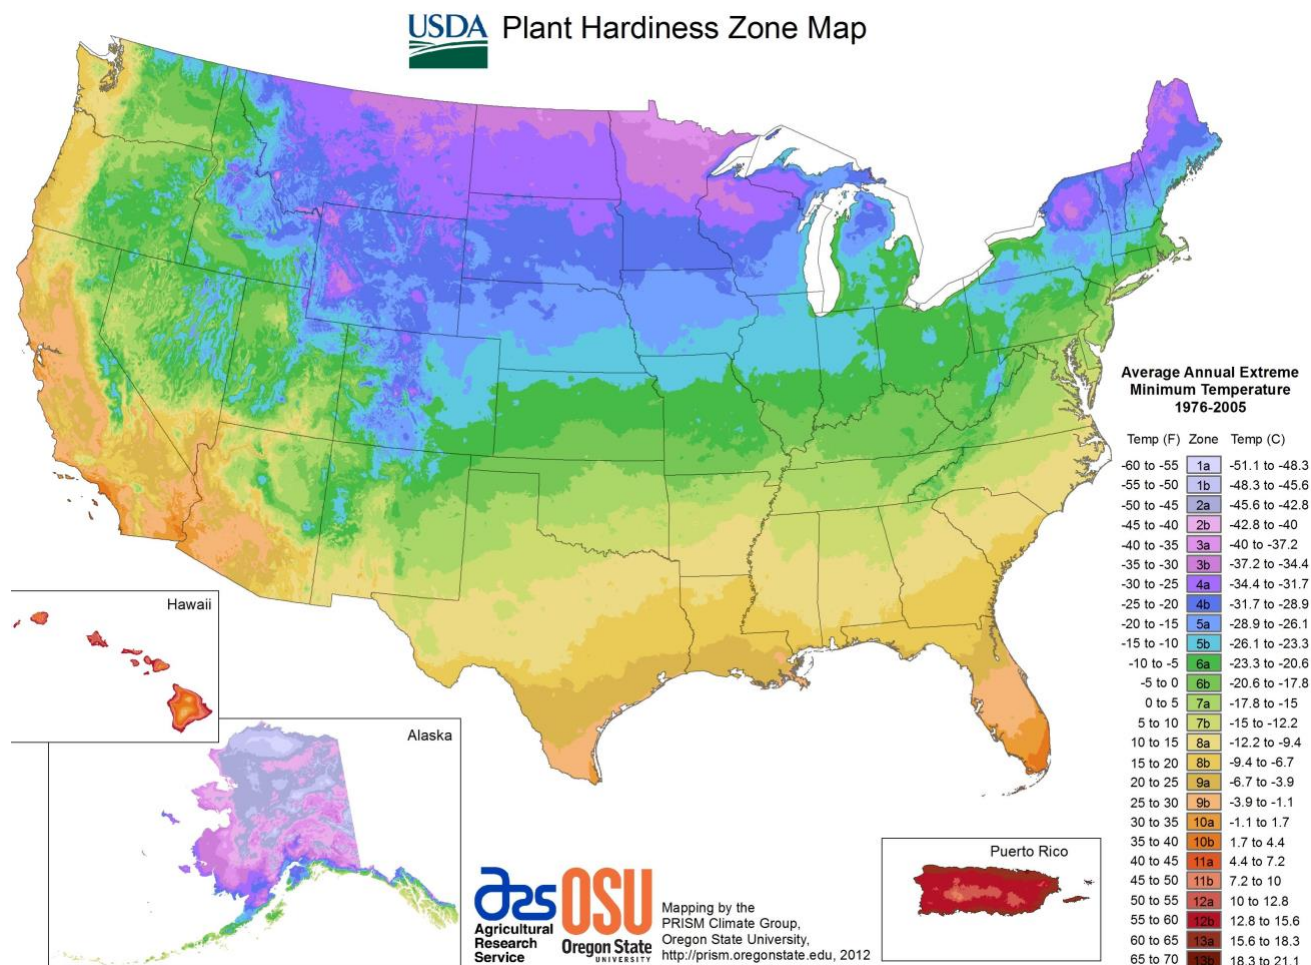 USDA Plant Hardiness Zone Map
Average Annual Extreme
Minimum Temperature
1976-2005
Temp (F) Zone Temp (C)
-60 to -55 1a -51.1 to -48.3
-55 to -50 1b -48.3 to -45.6
-50 to -45 2a -45.6 to -42.8
-45 to -40 2b -42.8 to -40
-40 to -35 3a -40 to -37.2
-35 to -30 3b -37.2 to -34.4
-30 to -25 4a -34.4 to -31.7
-25 to -20 4b -31.7 to -28.9
-20 to -15 5a -28.9 to -26.1
-15 to -10 5b -26.1 to -23.3
-10 to -5 6a -23.3 to -20.6
-5 to 0 6b -20.6 to -17.8
0 to 5 7a -17.8 to -15
5 to 10 7b -15 to -12.2
10 to 15 8a -12.2 to -9.4
15 to 20 8b -9.4 to -6.7
20 to 25 9a -6.7 to -3.9
25 to 30 9b -3.9 to -1.1
30 to 35 10a -1.1 to 1.7
35 to 40 10b 1.7 to 4.4
40 to 45 11a 4.4 to 7.2
45 to 50 11b 7.2 to 10
50 to 55 12a 10 to 12.8
55 to 60 12b 12.8 to 15.6
60 to 65 13a 15.6 to 18.3
65 to 70 13b 18.3 to 21.1
Hawaii
Alaska
Puerto Rico
ars
Agricultural
Research
Service
OSU
Oregon State
UNIVERSITY
Mapping by the
PRISM Climate Group,
Oregon State University,
http://prism.oregonstate.edu, 2012